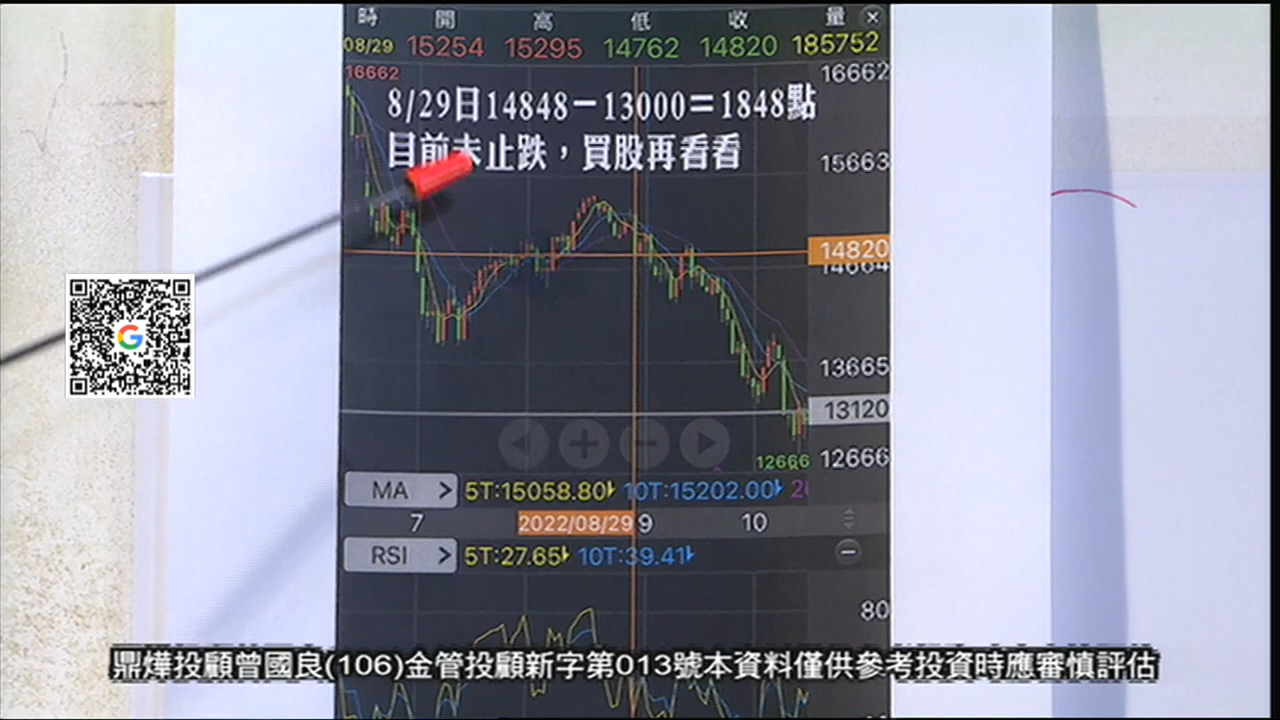 時 開 高 低 收 量
08/29 15254 15295 14762 14820 185752
16662 16662
8/29日14848－13000＝1848點
目前未止跌，買股再看看
15663
14820
14664
13665
13120
12666 12666
MA > 5T:15058.80 10T:15202.00
7 2022/08/29 9 10
RSI > 5T:27.65 10T:39.41
80
鼎燁投顧曾國良(106)金管投顧新字第013號本資料僅供參考投資時應審慎評估